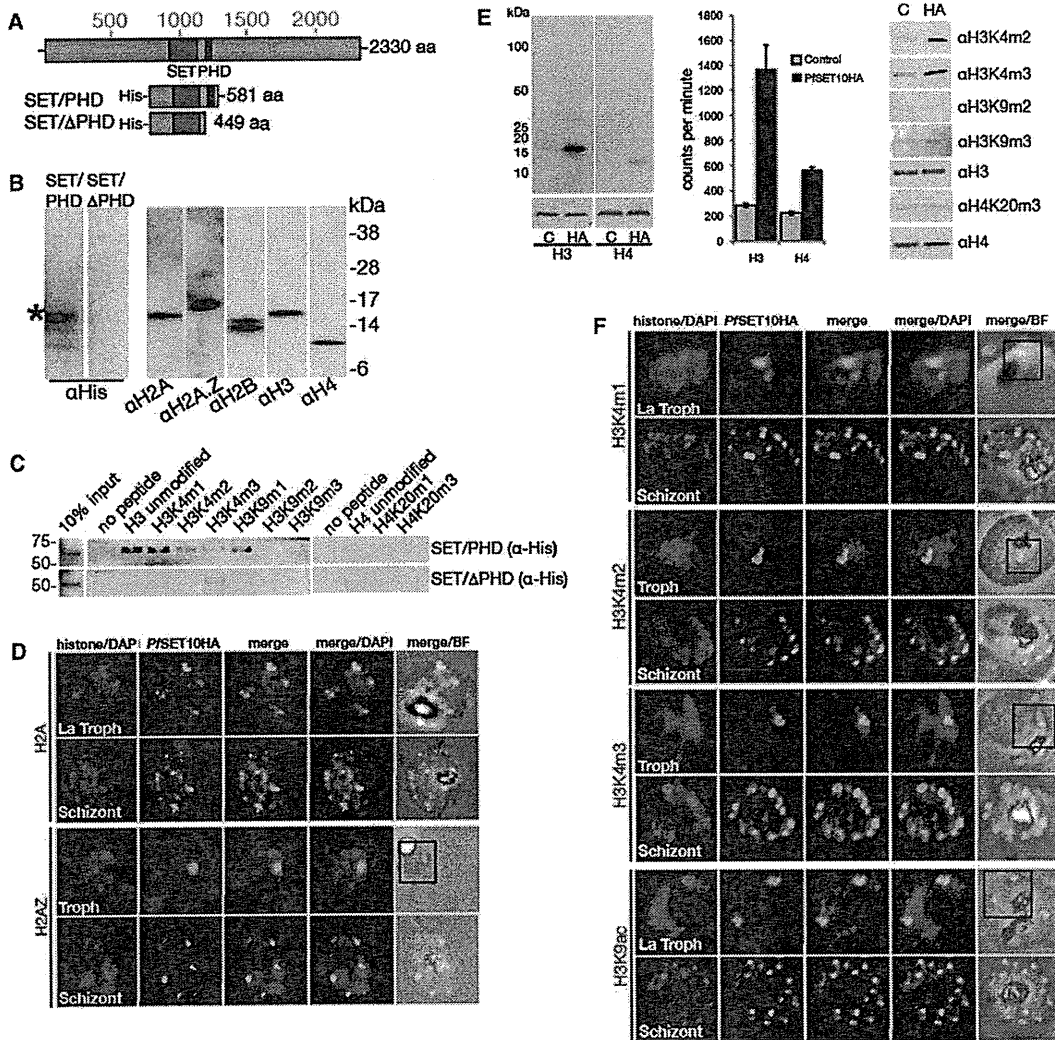 A
500 1000 1500 2000
2330 aa
SET PHD
SET/PHD His- -581 aa
SET/ΔPHD His- 449 aa
B
SET/ SET/
PHD ΔPHD
kDa
-38
-28
-17
-14
-6
*
αHis
αH2A
αH2A.Z
αH2B
αH3
αH4
C
10% input
no peptide
H3 unmodified
H3K4m1
H3K4m2
H3K4m3
H3K9m1
H3K9m2
H3K9m3
no peptide
H4 unmodified
H4K20m1
H4K20m3
75-
50-
SET/PHD (α-His)
50-
SET/ΔPHD (α-His)
D
histone/DAPI PfSET10HA merge merge/DAPI merge/BF
H2A
La Troph
Schizont
H2AZ
Troph
Schizont
E
kDa
100
60
25
20
15
10
C HA C HA
H3 H4
counts per minute
1800
1600
1400
1200
1000
800
600
400
200
0
Control
PfSET10HA
H3 H4
C HA
αH3K4m2
αH3K4m3
αH3K9m2
αH3K9m3
αH3
αH4K20m3
αH4
F
histone/DAPI PfSET10HA merge merge/DAPI merge/BF
H3K4m1
La Troph
Schizont
H3K4m2
Troph
Schizont
H3K4m3
Troph
Schizont
H3K9ac
La Troph
Schizont